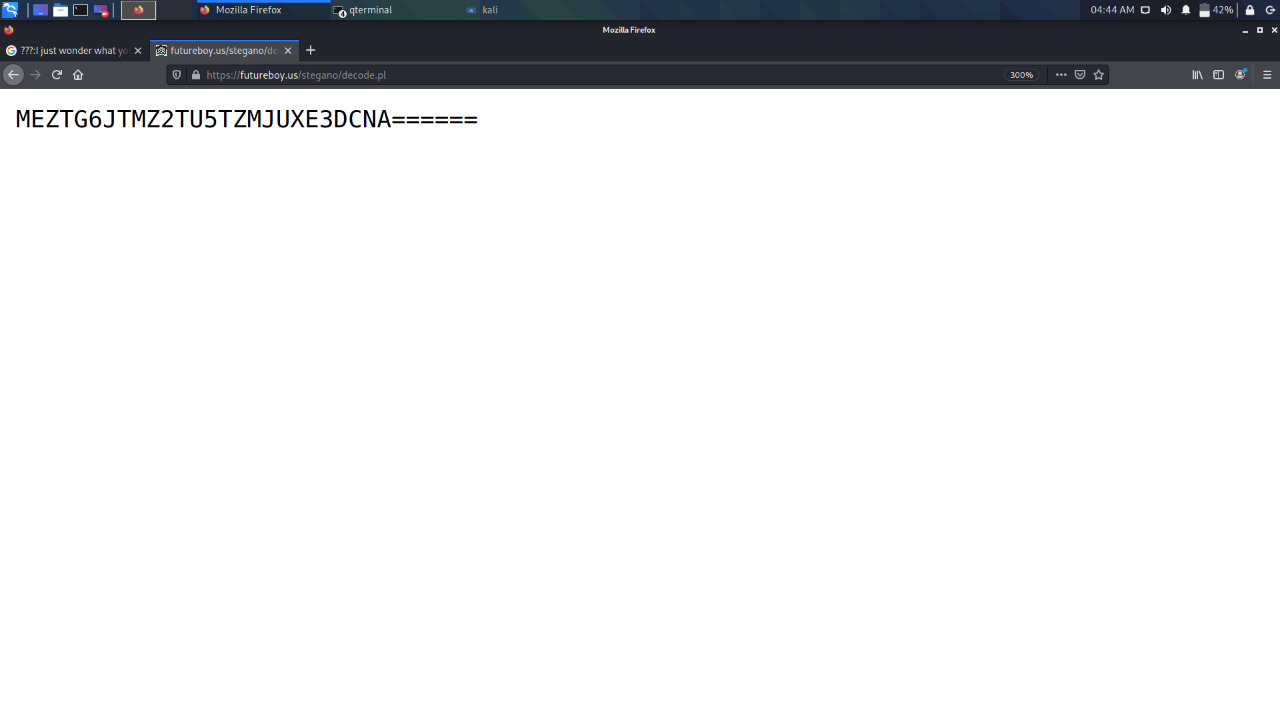 Mozilla Firefox
qterminal
kali
04:44 AM
42%
Mozilla Firefox
???:I just wonder what yo
futureboy.us/stegano/de
https://futureboy.us/stegano/decode.pl
300%
MEZTG6JTMZ2TU5TZMJUXE3DCNA======